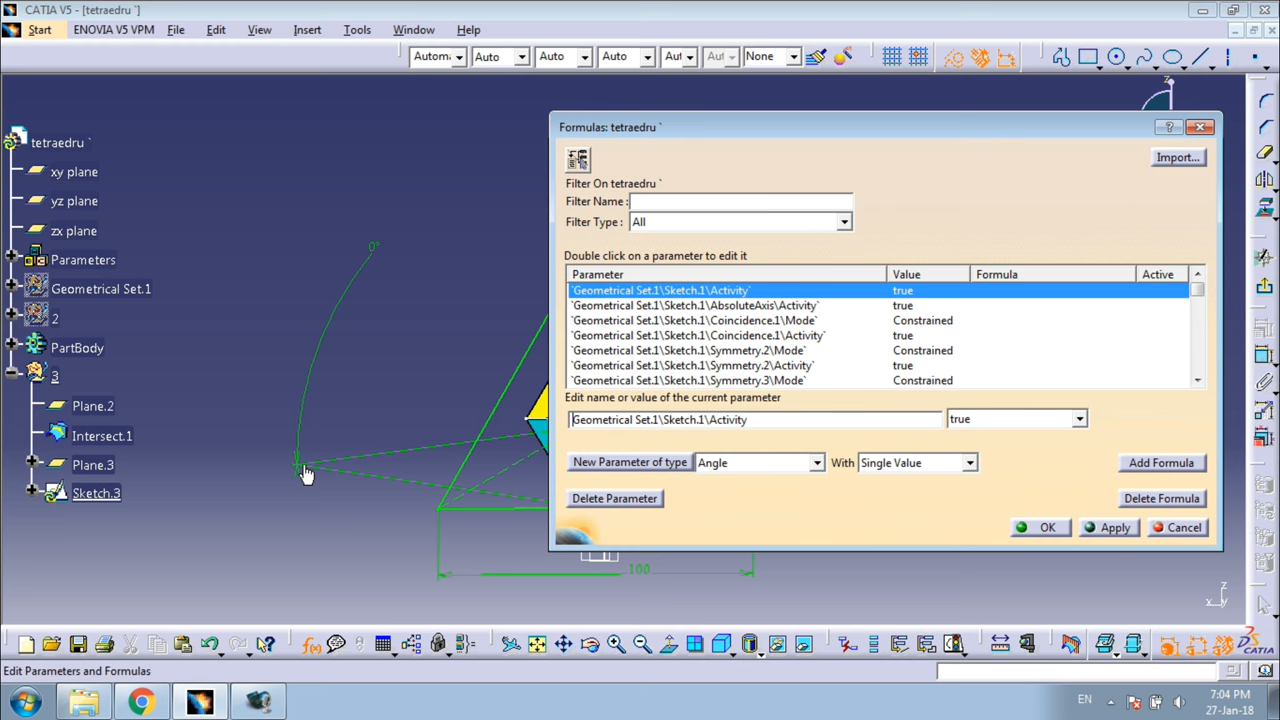 CATIA V5 - [tetraedru `]
Start ENOVIA V5 VPM File Edit View Insert Tools Window Help
Automa Auto Auto Auto Aut Aut None
z
tetraedru `
xy plane
yz plane
zx plane
Parameters
Geometrical Set.1
2
PartBody
3
Plane.2
Intersect.1
Plane.3
Sketch.3
0°
100
Formulas: tetraedru `
?
Import...
Filter On tetraedru `
Filter Name :
Filter Type : All
Double click on a parameter to edit it
Parameter Value Formula Active
`Geometrical Set.1\Sketch.1\Activity` true
`Geometrical Set.1\Sketch.1\AbsoluteAxis\Activity` true
`Geometrical Set.1\Sketch.1\Coincidence.1\Mode` Constrained
`Geometrical Set.1\Sketch.1\Coincidence.1\Activity` true
`Geometrical Set.1\Sketch.1\Symmetry.2\Mode` Constrained
`Geometrical Set.1\Sketch.1\Symmetry.2\Activity` true
`Geometrical Set.1\Sketch.1\Symmetry.3\Mode` Constrained
Edit name or value of the current parameter
Geometrical Set.1\Sketch.1\Activity true
New Parameter of type Angle With Single Value Add Formula
Delete Parameter Delete Formula
OK Apply Cancel
z
x y
f(x)
CATIA
Edit Parameters and Formulas
EN 7:04 PM
27-Jan-18